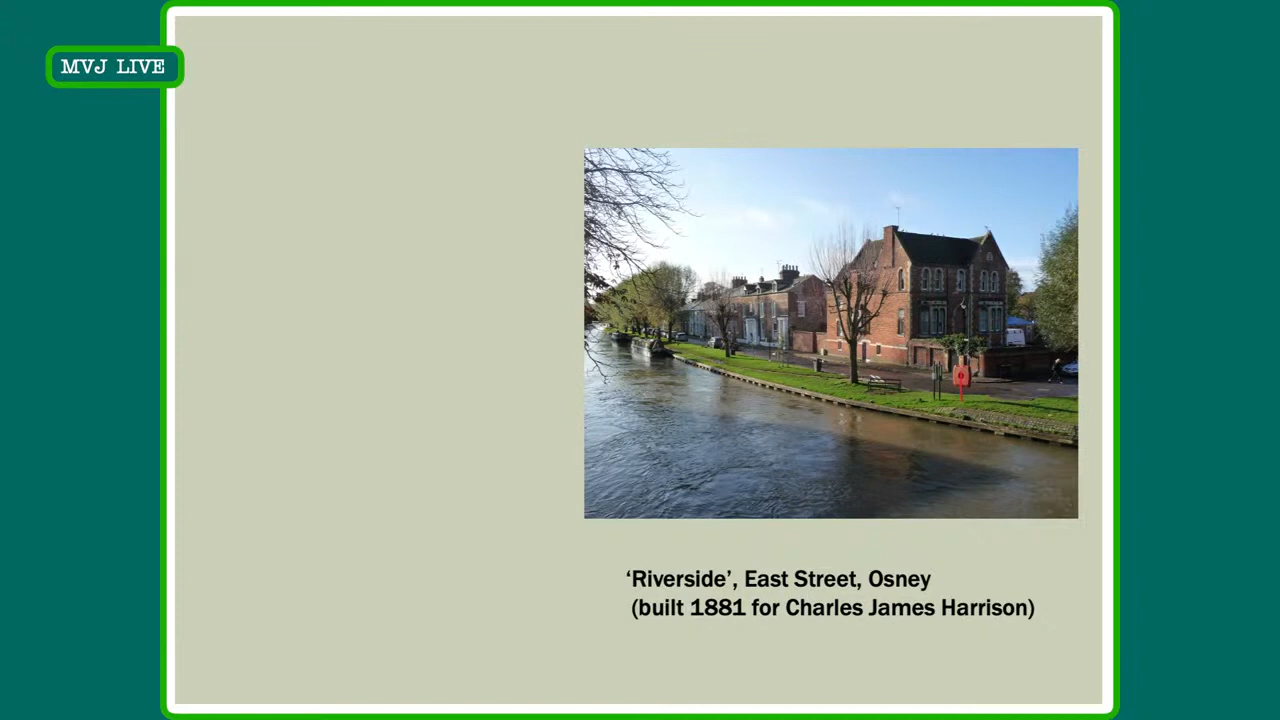 MVJ LIVE
‘Riverside’, East Street, Osney
(built 1881 for Charles James Harrison)